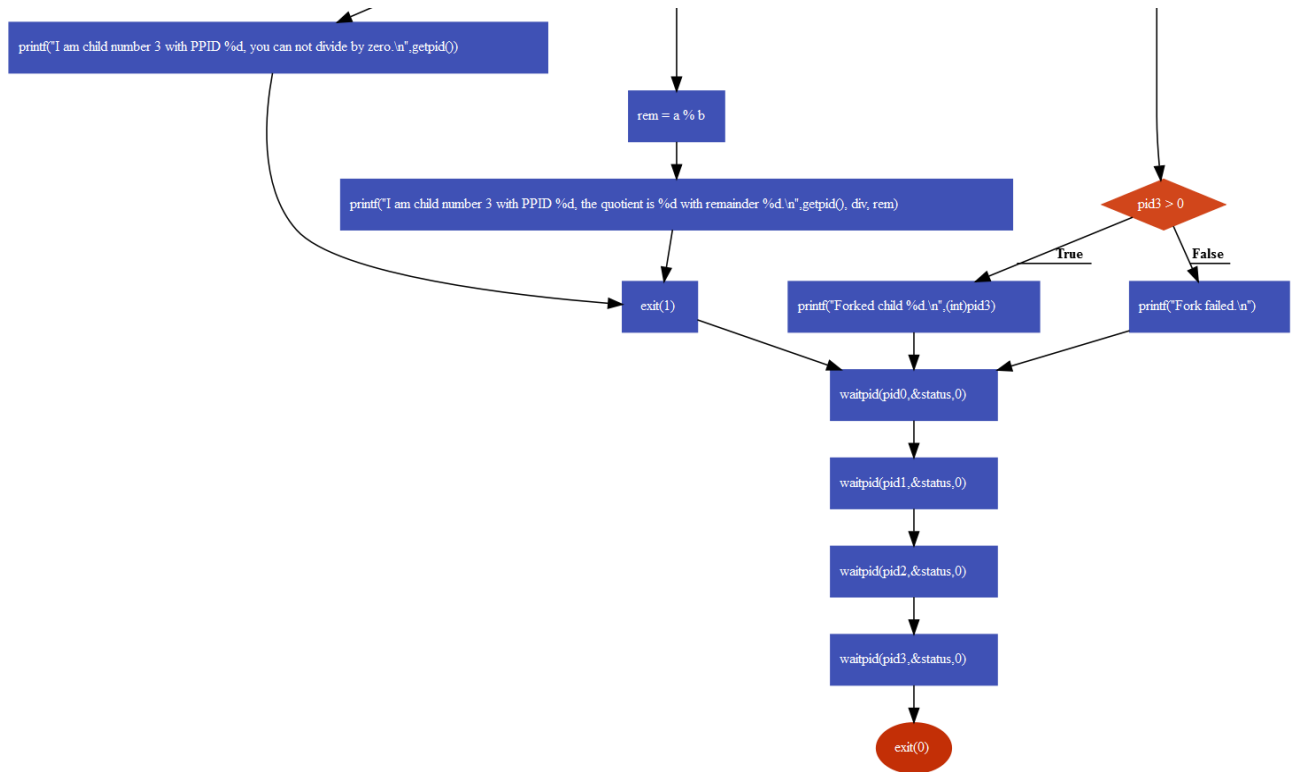 printf("I am child number 3 with PPID %d, you can not divide by zero.\n",getpid())
rem = a % b
printf("I am child number 3 with PPID %d, the quotient is %d with remainder %d.\n",getpid(), div, rem)
pid3 > 0
True
False
exit(1)
printf("Forked child %d.\n",(int)pid3)
printf("Fork failed.\n")
waitpid(pid0,&status,0)
waitpid(pid1,&status,0)
waitpid(pid2,&status,0)
waitpid(pid3,&status,0)
exit(0)